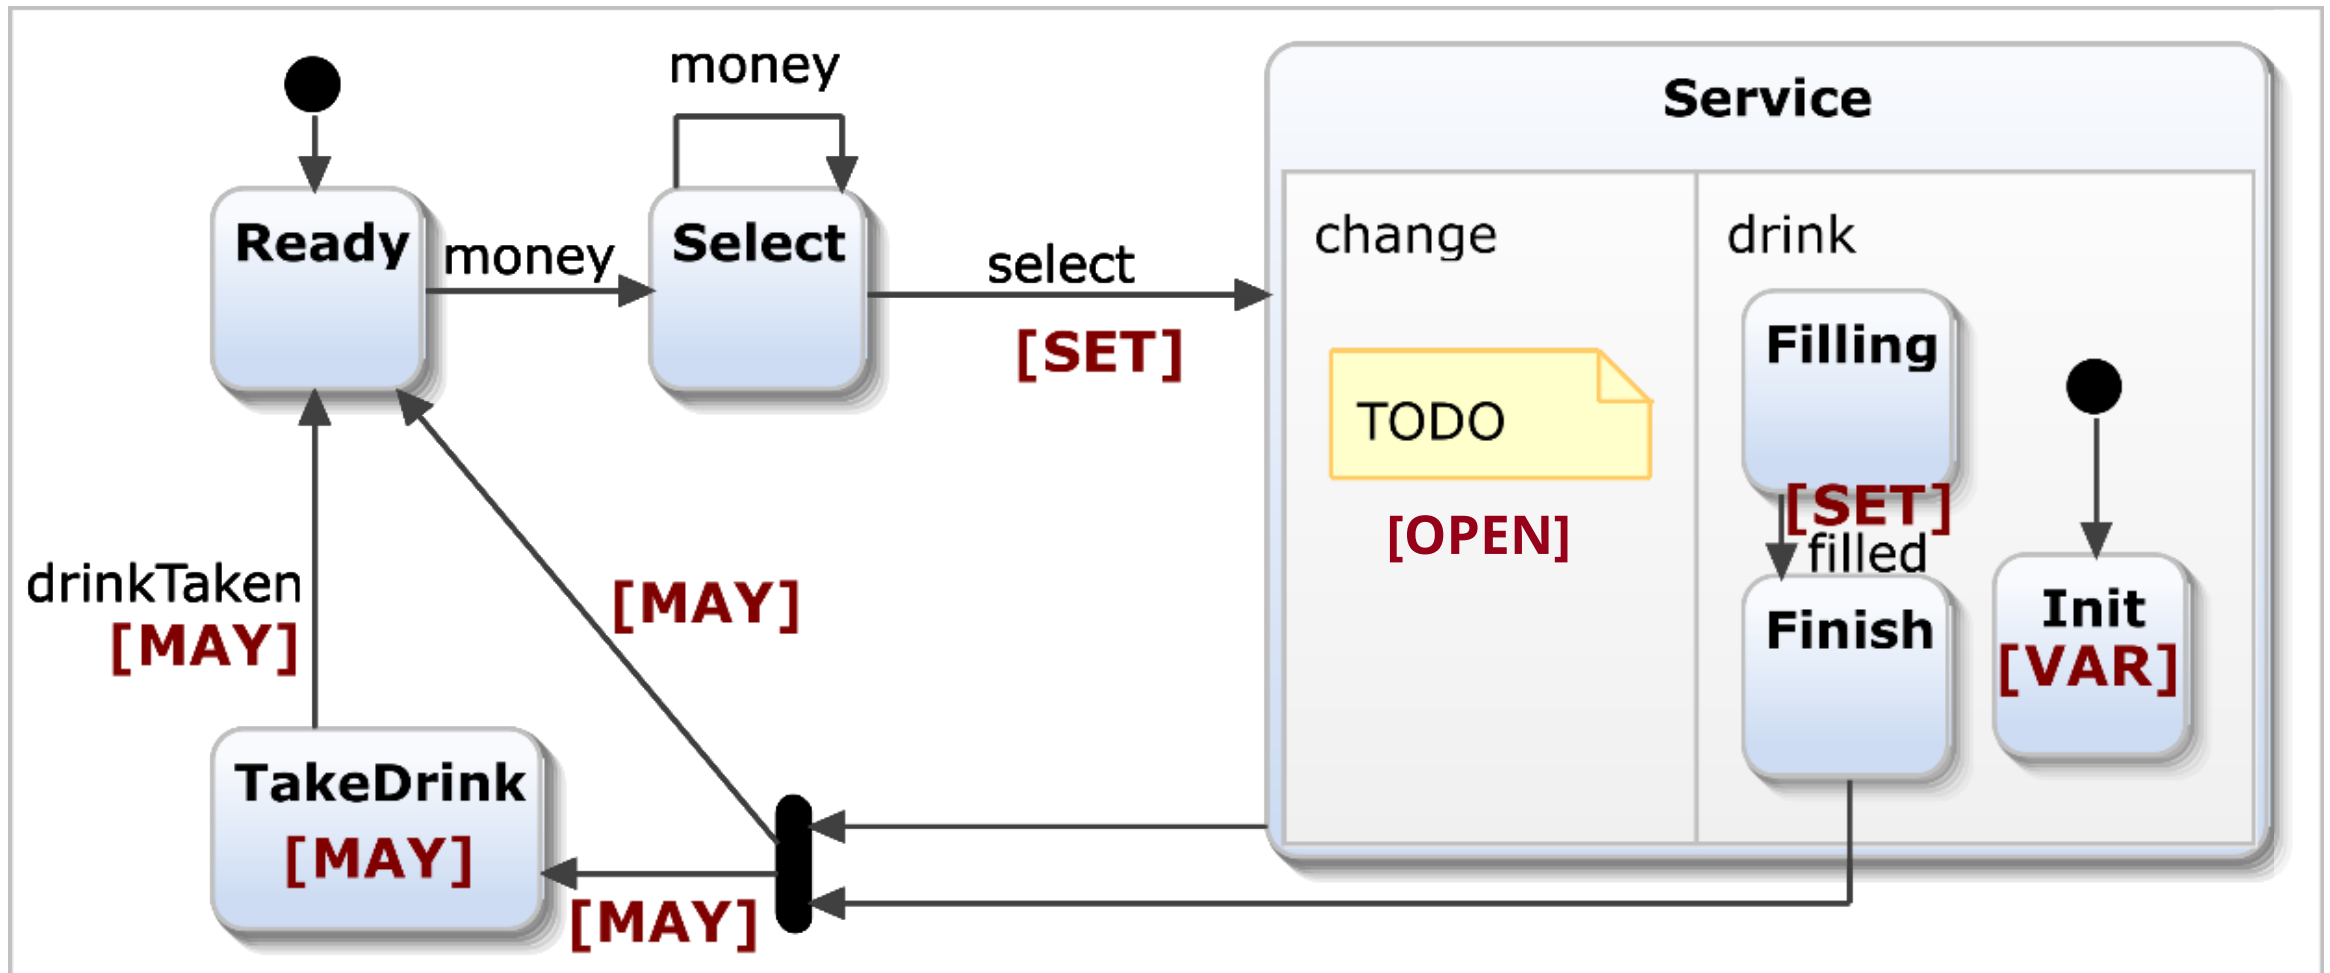 money
Service
Ready
money
Select
select
[SET]
change
drink
TODO
[OPEN]
Filling
[SET]
filled
Finish
Init
[VAR]
drinkTaken
[MAY]
[MAY]
TakeDrink
[MAY]
[MAY]